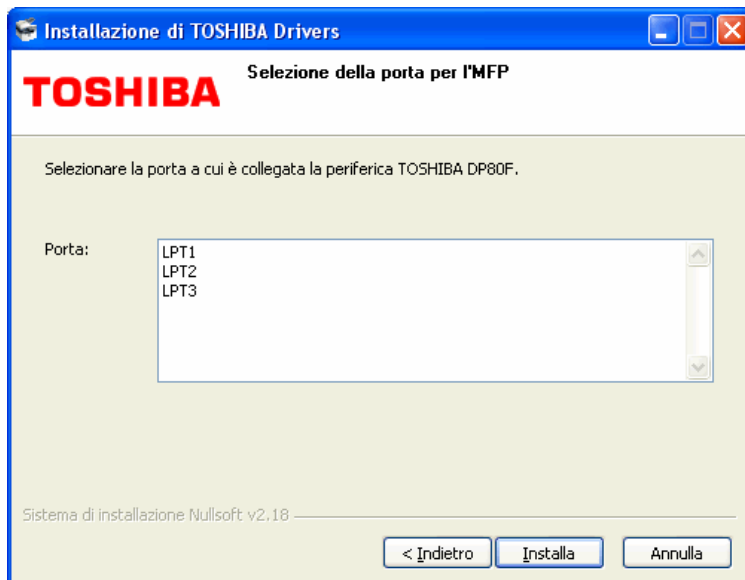 Installazione di TOSHIBA Drivers
TOSHIBA
Selezione della porta per l'MFP
Selezionare la porta a cui è collegata la periferica TOSHIBA DP80F.
Porta:
LPT1
LPT2
LPT3
Sistema di installazione Nullsoft v2.18
< Indietro
Installa
Annulla